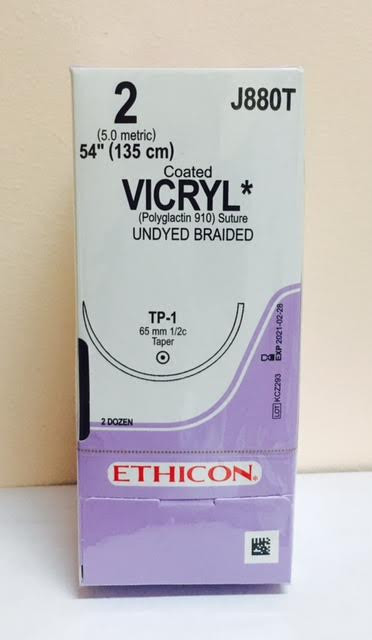 2
J880T
(5.0 metric)
54" (135 cm)
Coated
VICRYL*
(Polyglactin 910) Suture
UNDYED BRAIDED
TP-1
65 mm 1/2c
Taper
EXP 2021-02-28
LOT KCZ293
2 DOZEN
ETHICON®